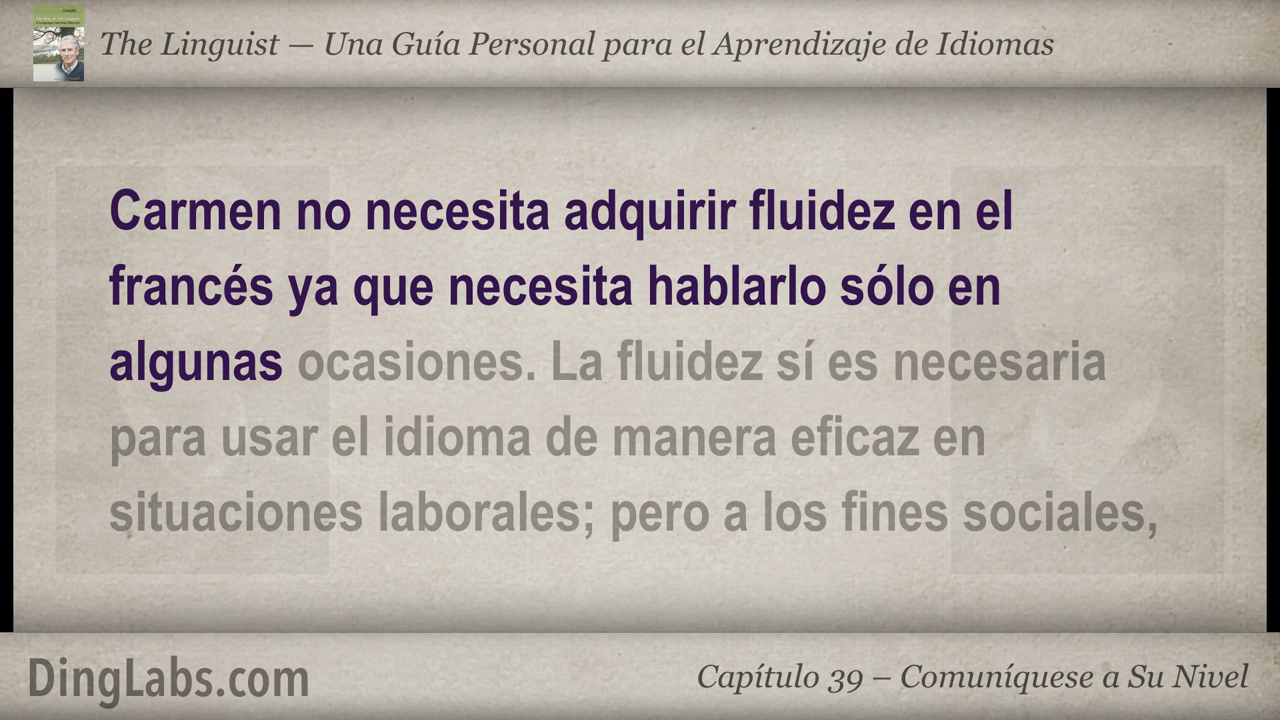 The Linguist — Una Guía Personal para el Aprendizaje de Idiomas
Carmen no necesita adquirir fluidez en el
francés ya que necesita hablarlo sólo en
algunas ocasiones. La fluidez sí es necesaria
para usar el idioma de manera eficaz en
situaciones laborales; pero a los fines sociales,
DingLabs.com
Capítulo 39 – Comuníquese a Su Nivel